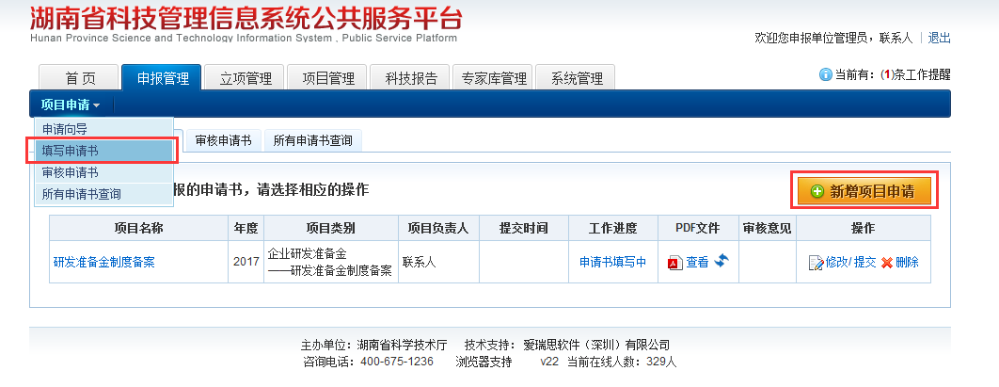 湖南省科技管理信息系统公共服务平台
Hunan Province Science and Technology Information System . Public Service Platform
欢迎您申报单位管理员，联系人 | 退出
首 页 申报管理 立项管理 项目管理 科技报告 专家库管理 系统管理
当前有：(1)条工作提醒
项目申请
申请向导
填写申请书
审核申请书
所有申请书查询
审核申请书 所有申请书查询
报的申请书，请选择相应的操作
新增项目申请
项目名称 年度 项目类别 项目负责人 提交时间 工作进度 PDF文件 审核意见 操作
研发准备金制度备案 2017 企业研发准备金 联系人 申请书填写中 查看 修改/提交 删除
——研发准备金制度备案
主办单位：湖南省科学技术厅 技术支持：爱瑞思软件（深圳）有限公司
咨询电话：400-675-1236 浏览器支持 v22 当前在线人数：329人